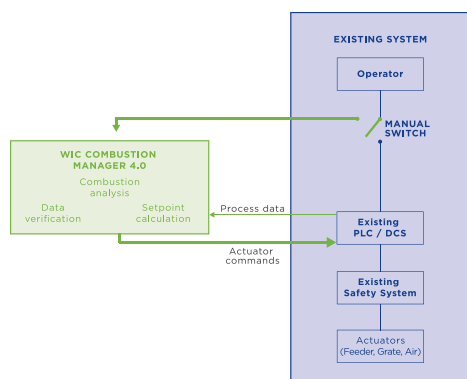 EXISTING SYSTEM
Operator
MANUAL
SWITCH
WIC COMBUSTION
MANAGER 4.0
Combustion
analysis
Data
verification
Setpoint
calculation
Process data
Actuator
commands
Existing
PLC / DCS
Existing
Safety System
Actuators
(Feeder, Grate, Air)